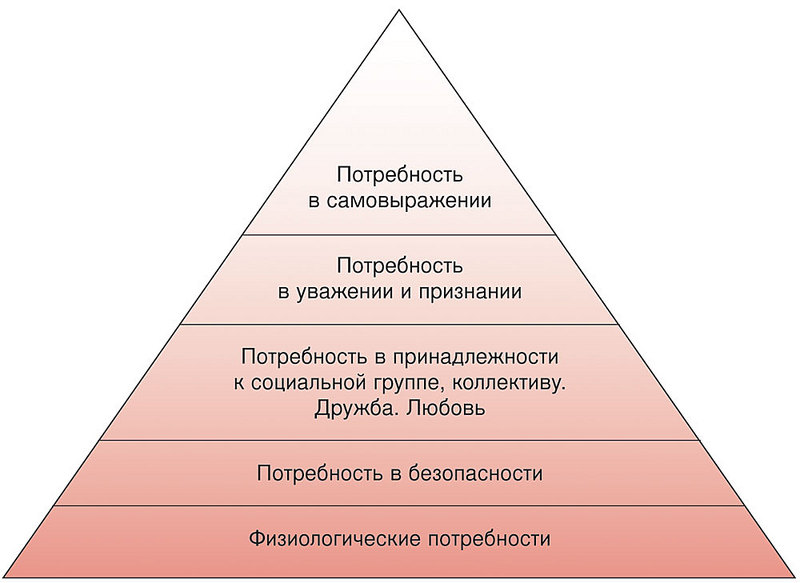 Потребность
в самовыражении
Потребность
в уважении и признании
Потребность в принадлежности
к социальной группе, коллективу.
Дружба. Любовь
Потребность в безопасности
Физиологические потребности